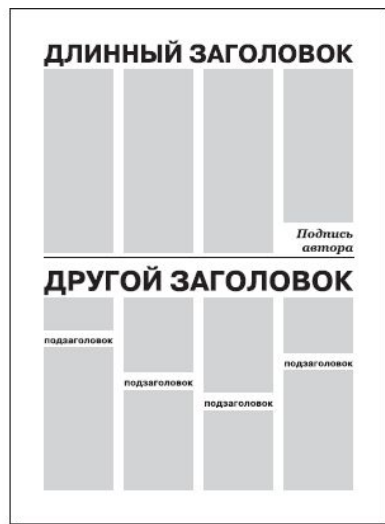 ДЛИННЫЙ ЗАГОЛОВОК
Подпись
автора
ДРУГОЙ ЗАГОЛОВОК
подзаголовок
подзаголовок
подзаголовок
подзаголовок